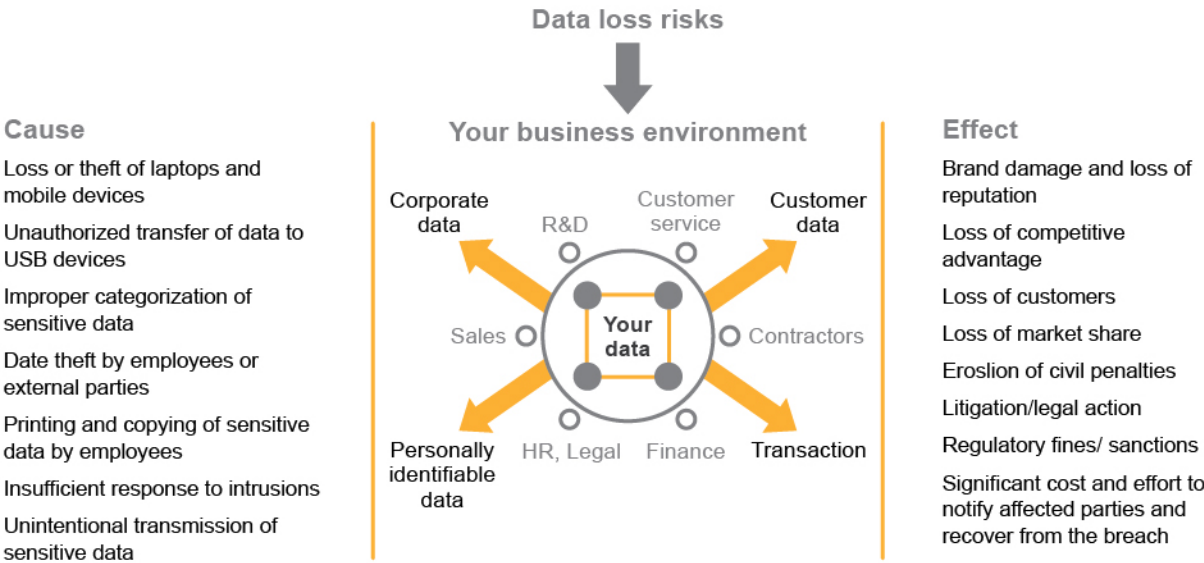 Data loss risks
Cause
Loss or theft of laptops and
mobile devices
Unauthorized transfer of data to
USB devices
Improper categorization of
sensitive data
Date theft by employees or
external parties
Printing and copying of sensitive
data by employees
Insufficient response to intrusions
Unintentional transmission of
sensitive data
Your business environment
Corporate
data
R&D
Customer
service
Customer
data
Sales
Your
data
Contractors
Personally
identifiable
data
HR, Legal
Finance
Transaction
Effect
Brand damage and loss of
reputation
Loss of competitive
advantage
Loss of customers
Loss of market share
Eroslion of civil penalties
Litigation/legal action
Regulatory fines/ sanctions
Significant cost and effort to
notify affected parties and
recover from the breach